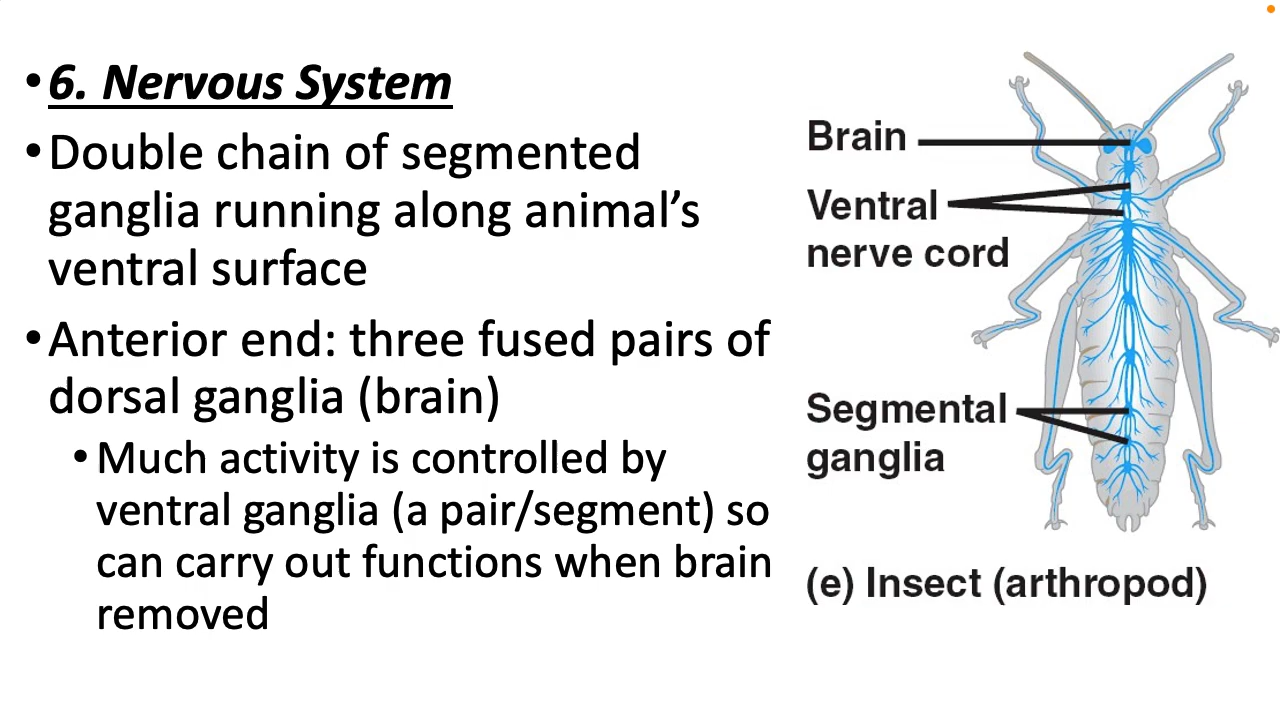 • 6. Nervous System
• Double chain of segmented
ganglia running along animal’s
ventral surface
• Anterior end: three fused pairs of
dorsal ganglia (brain)
• Much activity is controlled by
ventral ganglia (a pair/segment) so
can carry out functions when brain
removed
Brain
Ventral
nerve cord
Segmental
ganglia
(e) Insect (arthropod)